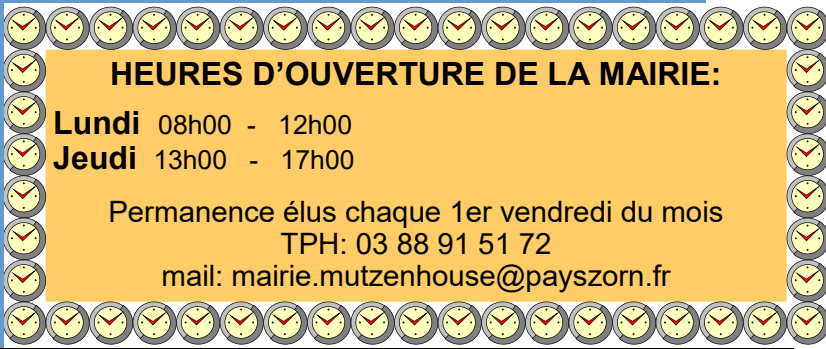 HEURES D’OUVERTURE DE LA MAIRIE:
Lundi 08h00 - 12h00
Jeudi 13h00 - 17h00
Permanence élus chaque 1er vendredi du mois
TPH: 03 88 91 51 72
mail: mairie.mutzenhouse@payszorn.fr